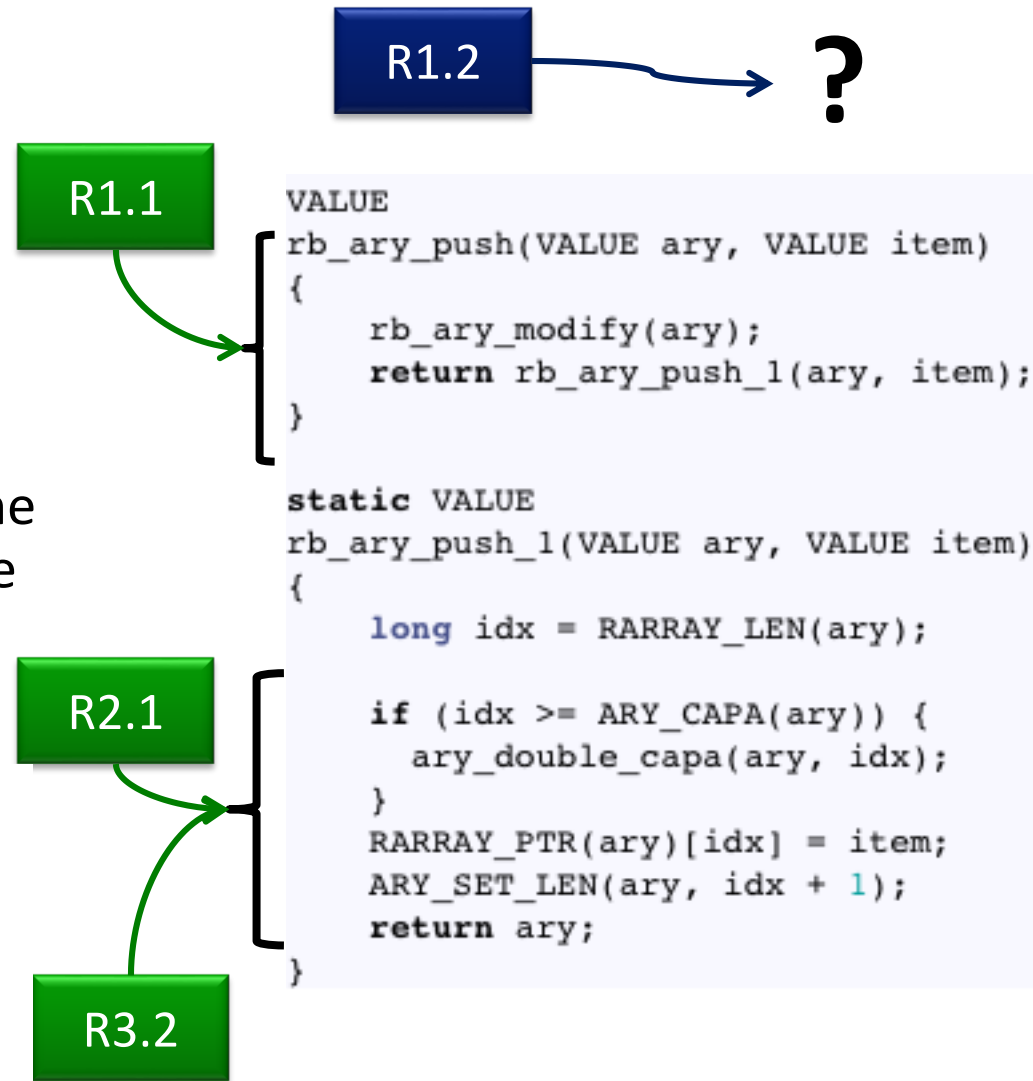 R1.2
?
R1.1
VALUE
rb_ary_push(VALUE ary, VALUE item)
{
    rb_ary_modify(ary);
    return rb_ary_push_1(ary, item);
}
static VALUE
rb_ary_push_1(VALUE ary, VALUE item)
{
    long idx = RARRAY_LEN(ary);
    if (idx >= ARY_CAPA(ary)) {
      ary_double_capa(ary, idx);
    }
    RARRAY_PTR(ary)[idx] = item;
    ARY_SET_LEN(ary, idx + 1);
    return ary;
}
R2.1
R3.2